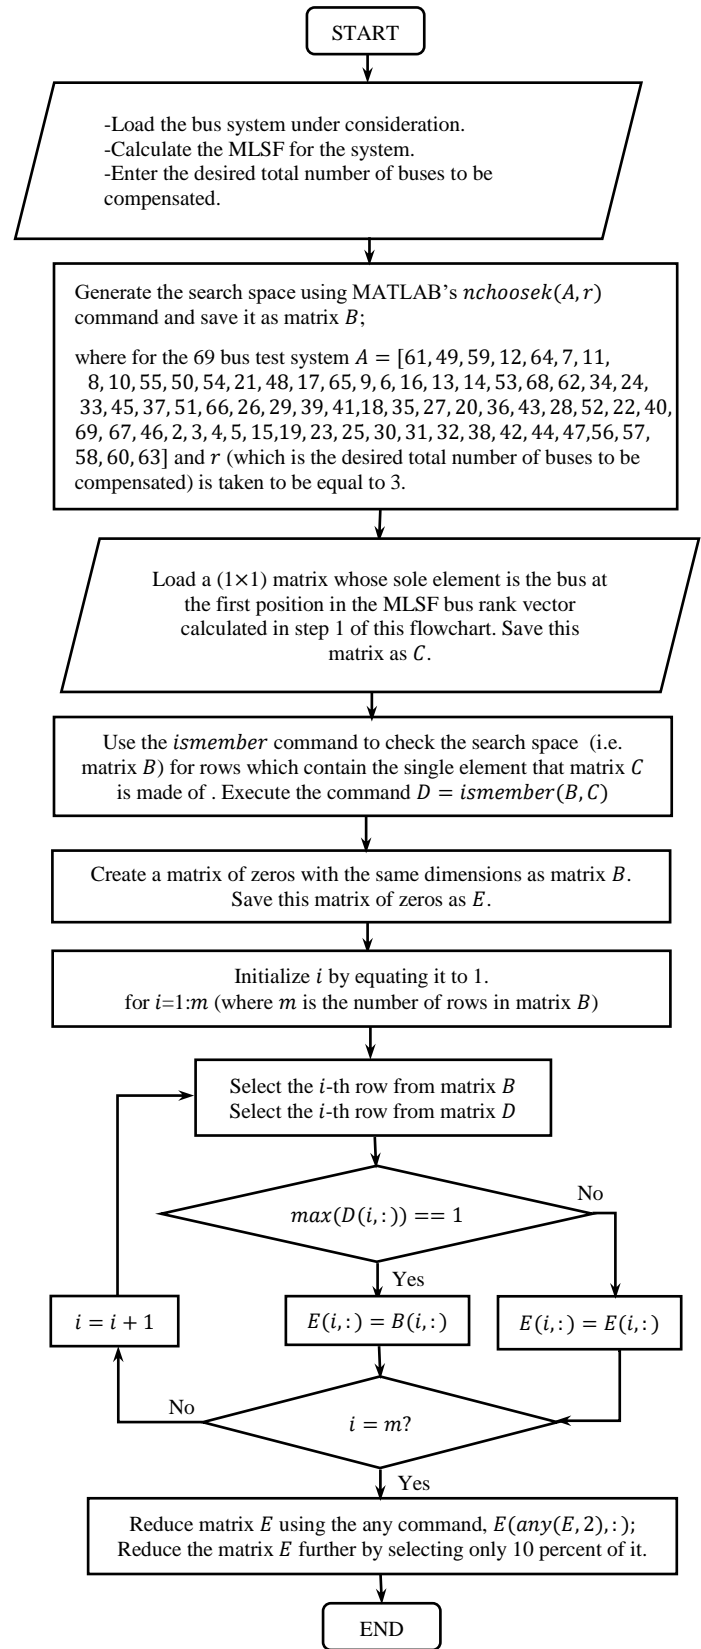 START
-Load the bus system under consideration.
-Calculate the MLSF for the system.
-Enter the desired total number of buses to be
compensated.
Generate the search space using MATLAB's nchoosek(A, r)
command and save it as matrix B;
where for the 69 bus test system A = [61, 49, 59, 12, 64, 7, 11,
8, 10, 55, 50, 54, 21, 48, 17, 65, 9, 6, 16, 13, 14, 53, 68, 62, 34, 24,
33, 45, 37, 51, 66, 26, 29, 39, 41,18, 35, 27, 20, 36, 43, 28, 52, 22, 40,
69, 67, 46, 2, 3, 4, 5, 15,19, 23, 25, 30, 31, 32, 38, 42, 44, 47,56, 57,
58, 60, 63] and r (which is the desired total number of buses to be
compensated) is taken to be equal to 3.
Load a (1×1) matrix whose sole element is the bus at
the first position in the MLSF bus rank vector
calculated in step 1 of this flowchart. Save this
matrix as C.
Use the ismember command to check the search space (i.e.
matrix B) for rows which contain the single element that matrix C
is made of . Execute the command D = ismember(B, C)
Create a matrix of zeros with the same dimensions as matrix B.
Save this matrix of zeros as E.
Initialize i by equating it to 1.
for i=1:m (where m is the number of rows in matrix B)
Select the i-th row from matrix B
Select the i-th row from matrix D
max(D(i, : )) == 1
No
Yes
i = i + 1
E(i, : ) = B(i, : )
E(i, : ) = E(i, : )
No
i = m?
Yes
Reduce matrix E using the any command, E(any(E, 2), : );
Reduce the matrix E further by selecting only 10 percent of it.
END